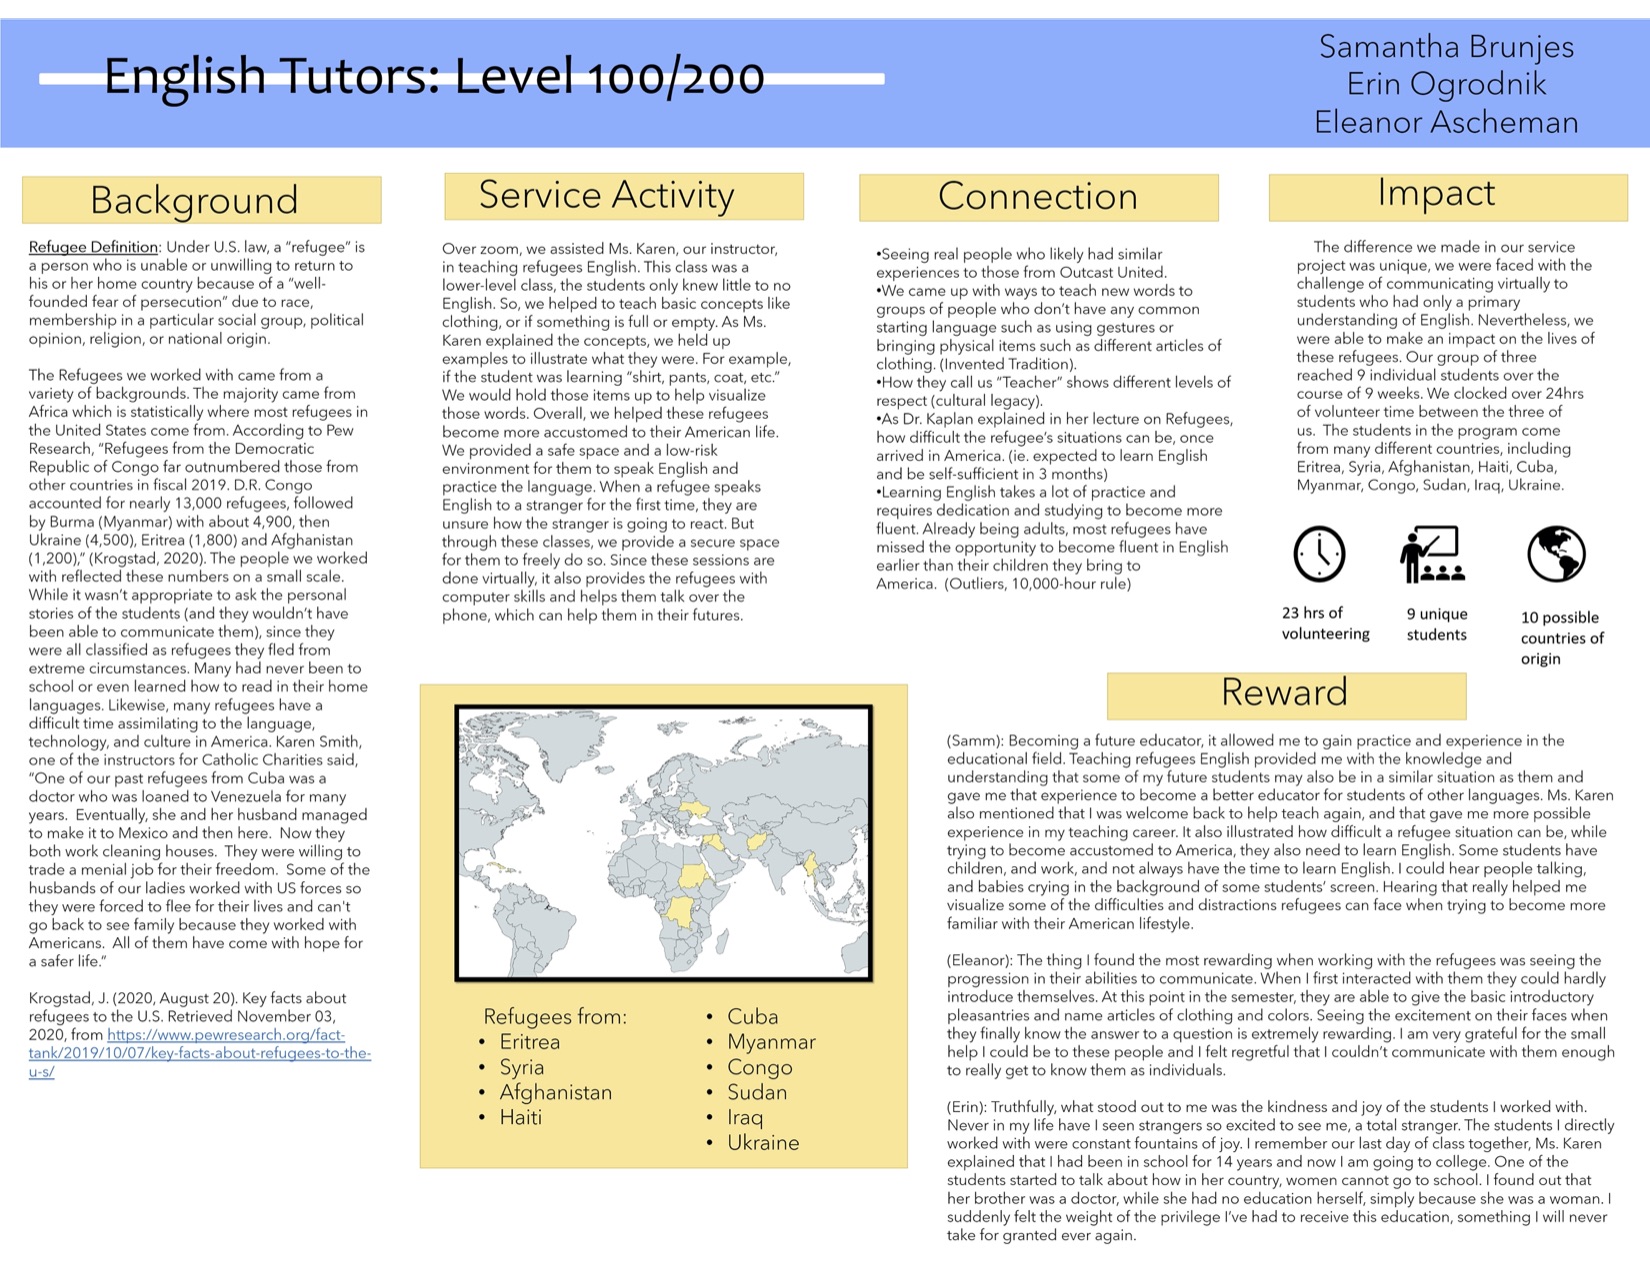 English Tutors: Level 100/200
Samantha Brunjes
Erin Ogrodnik
Eleanor Ascheman
Background
Refugee Definition: Under U.S. law, a “refugee” is
a person who is unable or unwilling to return to
his or her home country because of a “well-
founded fear of persecution” due to race,
membership in a particular social group, political
opinion, religion, or national origin.
The Refugees we worked with came from a
variety of backgrounds. The majority came from
Africa which is statistically where most refugees in
the United States come from. According to Pew
Research, “Refugees from the Democratic
Republic of Congo far outnumbered those from
other countries in fiscal 2019. D.R. Congo
accounted for nearly 13,000 refugees, followed
by Burma (Myanmar) with about 4,900, then
Ukraine (4,500), Eritrea (1,800) and Afghanistan
(1,200),” (Krogstad, 2020). The people we worked
with reflected these numbers on a small scale.
While it wasn’t appropriate to ask the personal
stories of the students (and they wouldn’t have
been able to communicate them), since they
were all classified as refugees they fled from
extreme circumstances. Many had never been to
school or even learned how to read in their home
languages. Likewise, many refugees have a
difficult time assimilating to the language,
technology, and culture in America. Karen Smith,
one of the instructors for Catholic Charities said,
“One of our past refugees from Cuba was a
doctor who was loaned to Venezuela for many
years.  Eventually, she and her husband managed
to make it to Mexico and then here.  Now they
both work cleaning houses.  They were willing to
trade a menial job for their freedom.  Some of the
husbands of our ladies worked with US forces so
they were forced to flee for their lives and can't
go back to see family because they worked with
Americans.  All of them have come with hope for
a safer life.”
Krogstad, J. (2020, August 20). Key facts about
refugees to the U.S. Retrieved November 03,
2020, from https://www.pewresearch.org/fact-
tank/2019/10/07/key-facts-about-refugees-to-the-
u-s/
Service Activity
Over zoom, we assisted Ms. Karen, our instructor,
in teaching refugees English. This class was a
lower-level class, the students only knew little to no
English. So, we helped to teach basic concepts like
clothing, or if something is full or empty. As Ms.
Karen explained the concepts, we held up
examples to illustrate what they were. For example,
if the student was learning “shirt, pants, coat, etc.”
We would hold those items up to help visualize
those words. Overall, we helped these refugees
become more accustomed to their American life.
We provided a safe space and a low-risk
environment for them to speak English and
practice the language. When a refugee speaks
English to a stranger for the first time, they are
unsure how the stranger is going to react. But
through these classes, we provide a secure space
for them to freely do so. Since these sessions are
done virtually, it also provides the refugees with
computer skills and helps them talk over the
phone, which can help them in their futures.
Refugees from:
• Eritrea
• Syria
• Afghanistan
• Haiti
• Cuba
• Myanmar
• Congo
• Sudan
• Iraq
• Ukraine
Connection
•Seeing real people who likely had similar
experiences to those from Outcast United.
•We came up with ways to teach new words to
groups of people who don’t have any common
starting language such as using gestures or
bringing physical items such as different articles of
clothing. (Invented Tradition).
•How they call us “Teacher” shows different levels of
respect (cultural legacy).
•As Dr. Kaplan explained in her lecture on Refugees,
how difficult the refugee’s situations can be, once
arrived in America. (ie. expected to learn English
and be self-sufficient in 3 months)
•Learning English takes a lot of practice and
requires dedication and studying to become more
fluent. Already being adults, most refugees have
missed the opportunity to become fluent in English
earlier than their children they bring to
America.  (Outliers, 10,000-hour rule)
Impact
The difference we made in our service
project was unique, we were faced with the
challenge of communicating virtually to
students who had only a primary
understanding of English. Nevertheless, we
were able to make an impact on the lives of
these refugees. Our group of three
reached 9 individual students over the
course of 9 weeks. We clocked over 24hrs
of volunteer time between the three of
us.  The students in the program come
from many different countries, including
Eritrea, Syria, Afghanistan, Haiti, Cuba,
Myanmar, Congo, Sudan, Iraq, Ukraine.
23 hrs of
volunteering
9 unique
students
10 possible
countries of
origin
Reward
(Samm): Becoming a future educator, it allowed me to gain practice and experience in the
educational field. Teaching refugees English provided me with the knowledge and
understanding that some of my future students may also be in a similar situation as them and
gave me that experience to become a better educator for students of other languages. Ms. Karen
also mentioned that I was welcome back to help teach again, and that gave me more possible
experience in my teaching career. It also illustrated how difficult a refugee situation can be, while
trying to become accustomed to America, they also need to learn English. Some students have
children, and work, and not always have the time to learn English. I could hear people talking,
and babies crying in the background of some students’ screen. Hearing that really helped me
visualize some of the difficulties and distractions refugees can face when trying to become more
familiar with their American lifestyle.
(Eleanor): The thing I found the most rewarding when working with the refugees was seeing the
progression in their abilities to communicate. When I first interacted with them they could hardly
introduce themselves. At this point in the semester, they are able to give the basic introductory
pleasantries and name articles of clothing and colors. Seeing the excitement on their faces when
they finally know the answer to a question is extremely rewarding. I am very grateful for the small
help I could be to these people and I felt regretful that I couldn’t communicate with them enough
to really get to know them as individuals.
(Erin): Truthfully, what stood out to me was the kindness and joy of the students I worked with.
Never in my life have I seen strangers so excited to see me, a total stranger. The students I directly
worked with were constant fountains of joy. I remember our last day of class together, Ms. Karen
explained that I had been in school for 14 years and now I am going to college. One of the
students started to talk about how in her country, women cannot go to school. I found out that
her brother was a doctor, while she had no education herself, simply because she was a woman. I
suddenly felt the weight of the privilege I’ve had to receive this education, something I will never
take for granted ever again.